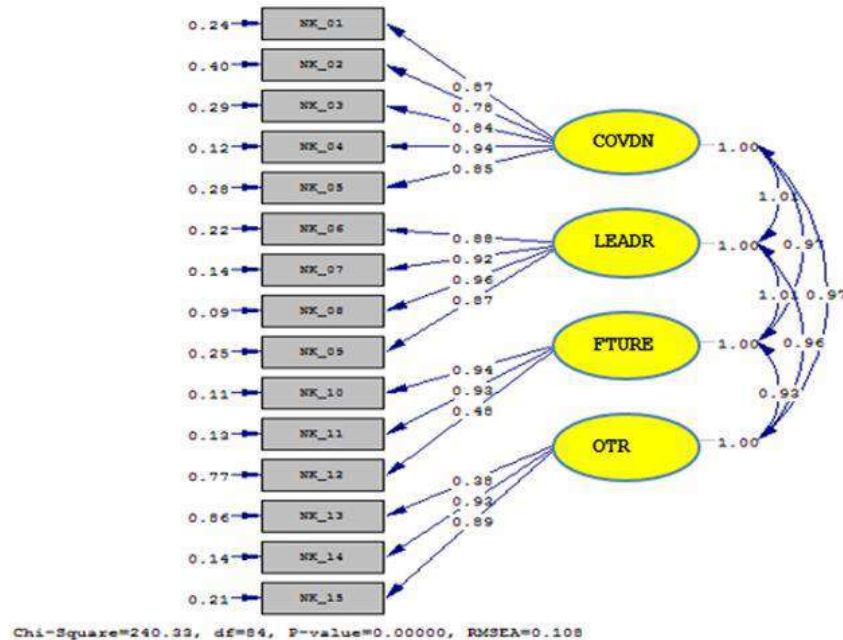 0.24 NK_01
0.87
0.40 NK_02
0.78
0.29 NK_03
0.84
0.12 NK_04
0.94
COVDN 1.00
0.28 NK_05
0.85
1.01
0.22 NK_06
0.88
0.14 NK_07
0.92
LEADR 1.00
0.97
0.09 NK_08
0.96
0.25 NK_09
0.87
1.01
0.97
0.11 NK_10
0.94
FTURE 1.00
0.96
0.13 NK_11
0.93
0.77 NK_12
0.48
0.93
0.86 NK_13
0.38
OTR 1.00
0.14 NK_14
0.93
0.21 NK_15
0.89
Chi-Square=240.33, df=84, P-value=0.00000, RMSEA=0.108